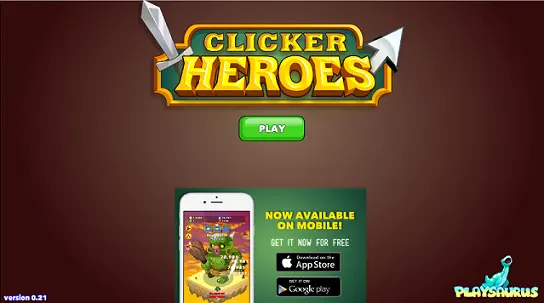 CLICKER
HEROES
PLAY
NOW AVAILABLE
ON MOBILE!
GET IT NOW FOR FREE
Download on the
App Store
GET IT ON
Google play
version 0.21
PLAYSAURUS